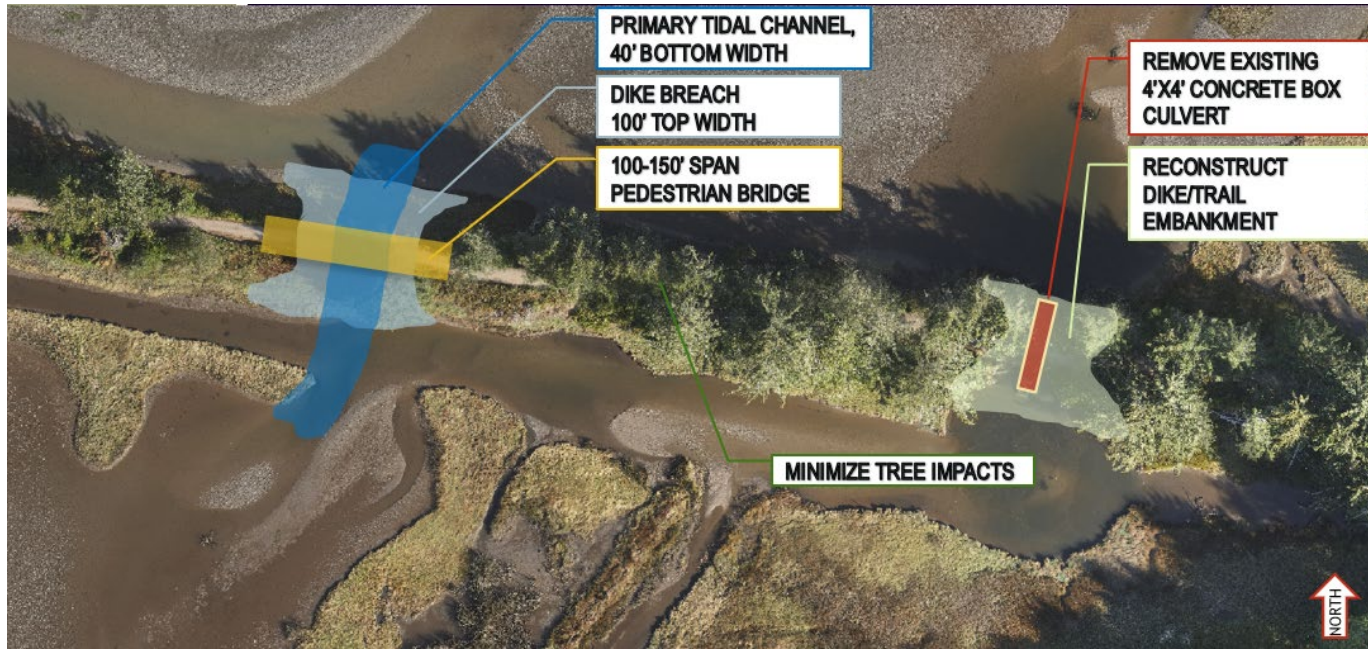 PRIMARY TIDAL CHANNEL,
40' BOTTOM WIDTH
DIKE BREACH
100' TOP WIDTH
100-150' SPAN
PEDESTRIAN BRIDGE
REMOVE EXISTING
4'X4' CONCRETE BOX
CULVERT
RECONSTRUCT
DIKE/TRAIL
EMBANKMENT
MINIMIZE TREE IMPACTS
NORTH